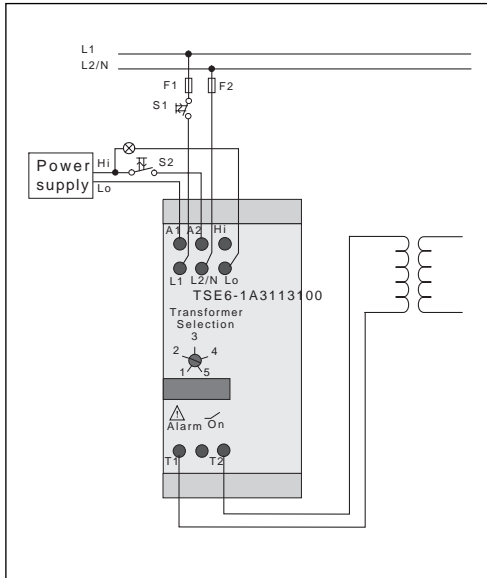 L1
L2/N
F1 F2
S1
Power supply
Hi S2
Lo
A1 A2 Hi
L1 L2/N Lo
TSE6-1A3113100
Transformer
Selection
3
2 4
1 5
Alarm On
T1 T2